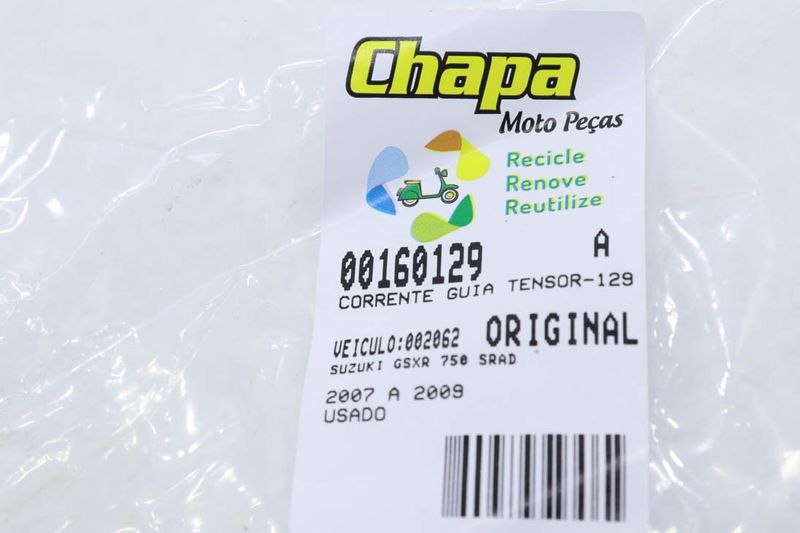 Chapa
Moto Peças
Recicle
Renove
Reutilize
00160129 A
CORRENTE GUIA TENSOR-129
VEICULO:002062 ORIGINAL
SUZUKI GSXR 750 SRAD
2007 A 2009
USADO